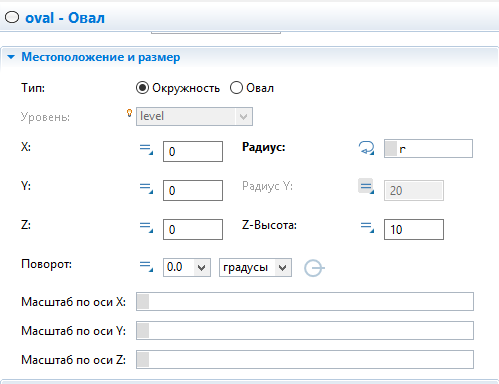 oval - Овал
Местоположение и размер
Тип: Окружность Овал
Уровень: level
X: 0 Радиус: r
Y: 0 Радиус Y: 20
Z: 0 Z-Высота: 10
Поворот: 0.0 градусы
Масштаб по оси X:
Масштаб по оси Y:
Масштаб по оси Z: